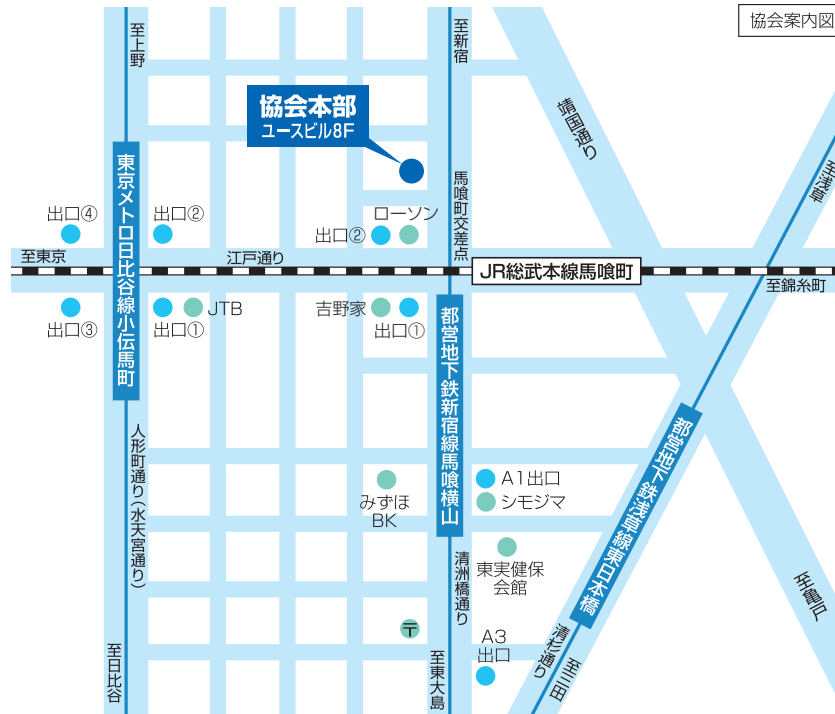 協会案内図
至上野
至新宿
協会本部
ユースビル8F
靖国通り
至浅草
東京メトロ日比谷線小伝馬町
馬喰町交差点
出口④
出口②
ローソン
出口②
至東京
江戸通り
JR総武本線馬喰町
至錦糸町
出口③
出口①
JTB
吉野家
出口①
都営地下鉄新宿線馬喰横山
都営地下鉄浅草線東日本橋
人形町通り(水天宮通り)
A1出口
シモジマ
みずほ
BK
東実健保
会館
清洲橋通り
至亀戸
〒
A3
出口
清杉通り
至三田
至日比谷
至東大島